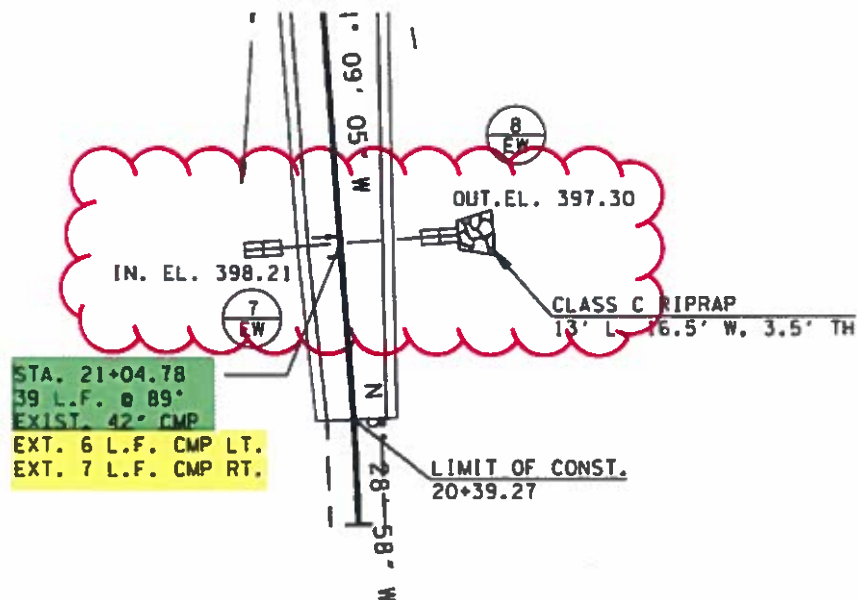 09' 05" W
8
EW
OUT.EL. 397.30
IN. EL. 398.21
7
EW
CLASS C RIPRAP
13' L. 16.5' W. 3.5' TH
STA. 21+04.78
39 L.F. @ 89°
EXIST. 42" CMP
EXT. 6 L.F. CMP LT.
EXT. 7 L.F. CMP RT.
LIMIT OF CONST.
20+39.27
N 28' 58" W